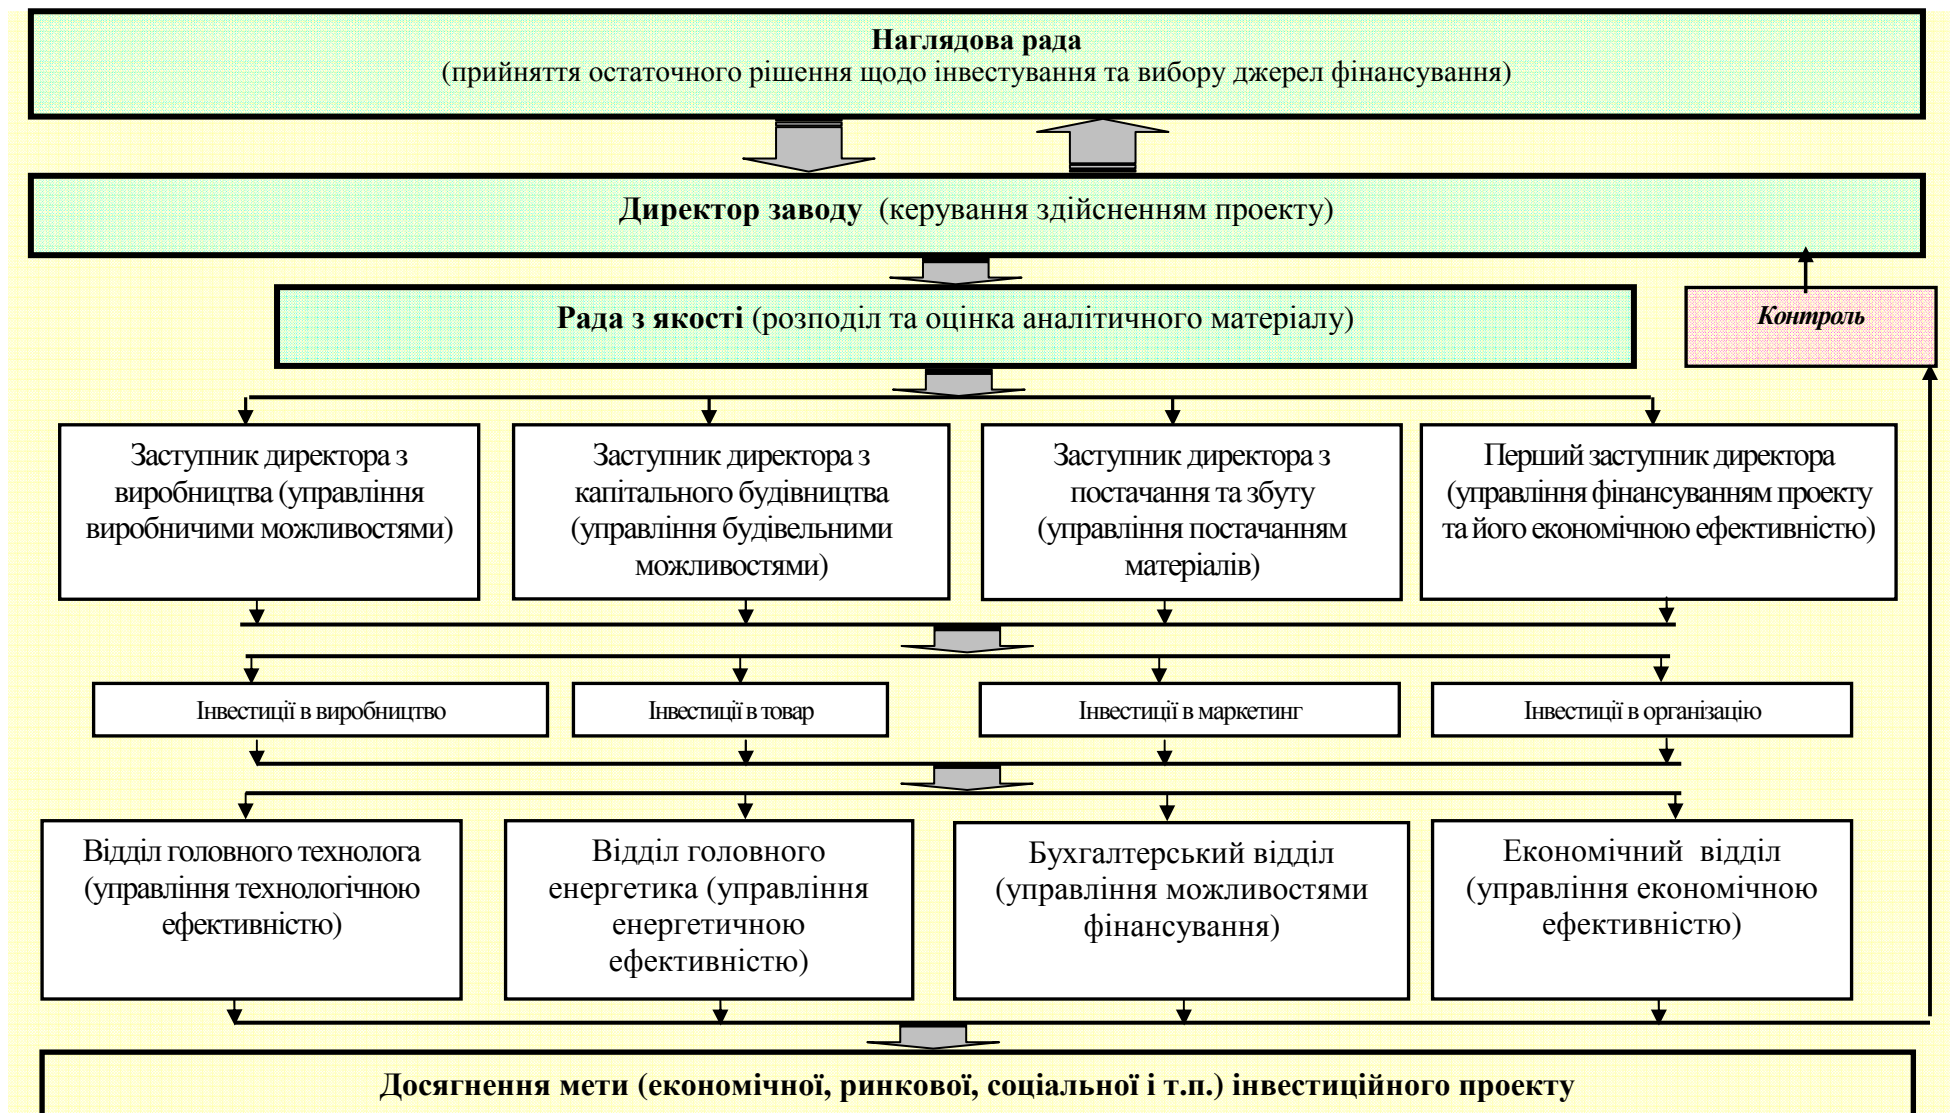 Наглядова рада
(прийняття остаточного рішення щодо інвестування та вибору джерел фінансування)
Директор заводу (керування здійсненням проекту)
Рада з якості (розподіл та оцінка аналітичного матеріалу)
Контроль
Заступник директора з
виробництва (управління
виробничими можливостями)
Заступник директора з
капітального будівництва
(управління будівельними
можливостями)
Заступник директора з
постачання та збуту
(управління постачанням
матеріалів)
Перший заступник директора
(управління фінансуванням проекту
та його економічною ефективністю)
Інвестиції в виробництво
Інвестиції в товар
Інвестиції в маркетинг
Інвестиції в організацію
Відділ головного технолога
(управління технологічною
ефективністю)
Відділ головного
енергетика (управління
енергетичною
ефективністю)
Бухгалтерський відділ
(управління можливостями
фінансування)
Економічний відділ
(управління економічною
ефективністю)
Досягнення мети (економічної, ринкової, соціальної і т.п.) інвестиційного проекту